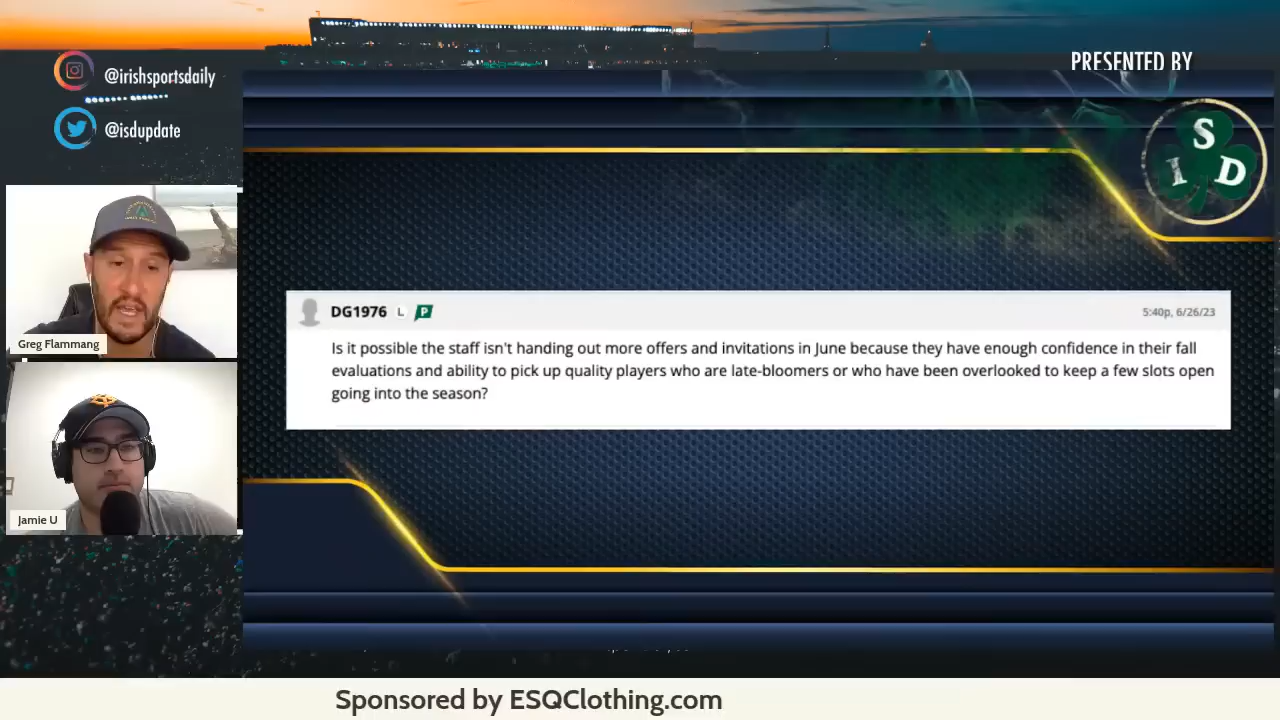 @irishsportsdaily
@isdupdate
PRESENTED BY
S
I D
Greg Flammang
Jamie U
DG1976 L P 5:40p, 6/26/23
Is it possible the staff isn't handing out more offers and invitations in June because they have enough confidence in their fall
evaluations and ability to pick up quality players who are late-bloomers or who have been overlooked to keep a few slots open
going into the season?
Sponsored by ESQClothing.com